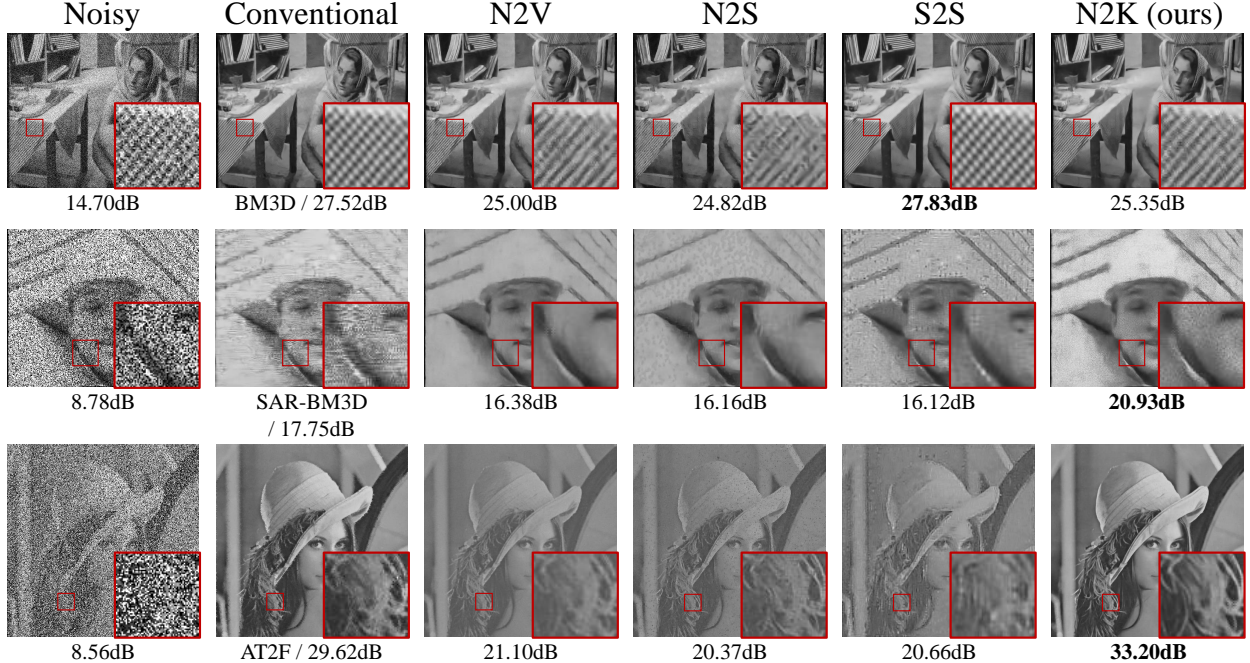 Noisy Conventional N2V N2S S2S N2K (ours)
14.70dB BM3D / 27.52dB 25.00dB 24.82dB 27.83dB 25.35dB
8.78dB SAR-BM3D 16.38dB 16.16dB 16.12dB 20.93dB
/ 17.75dB
8.56dB AT2F / 29.62dB 21.10dB 20.37dB 20.66dB 33.20dB